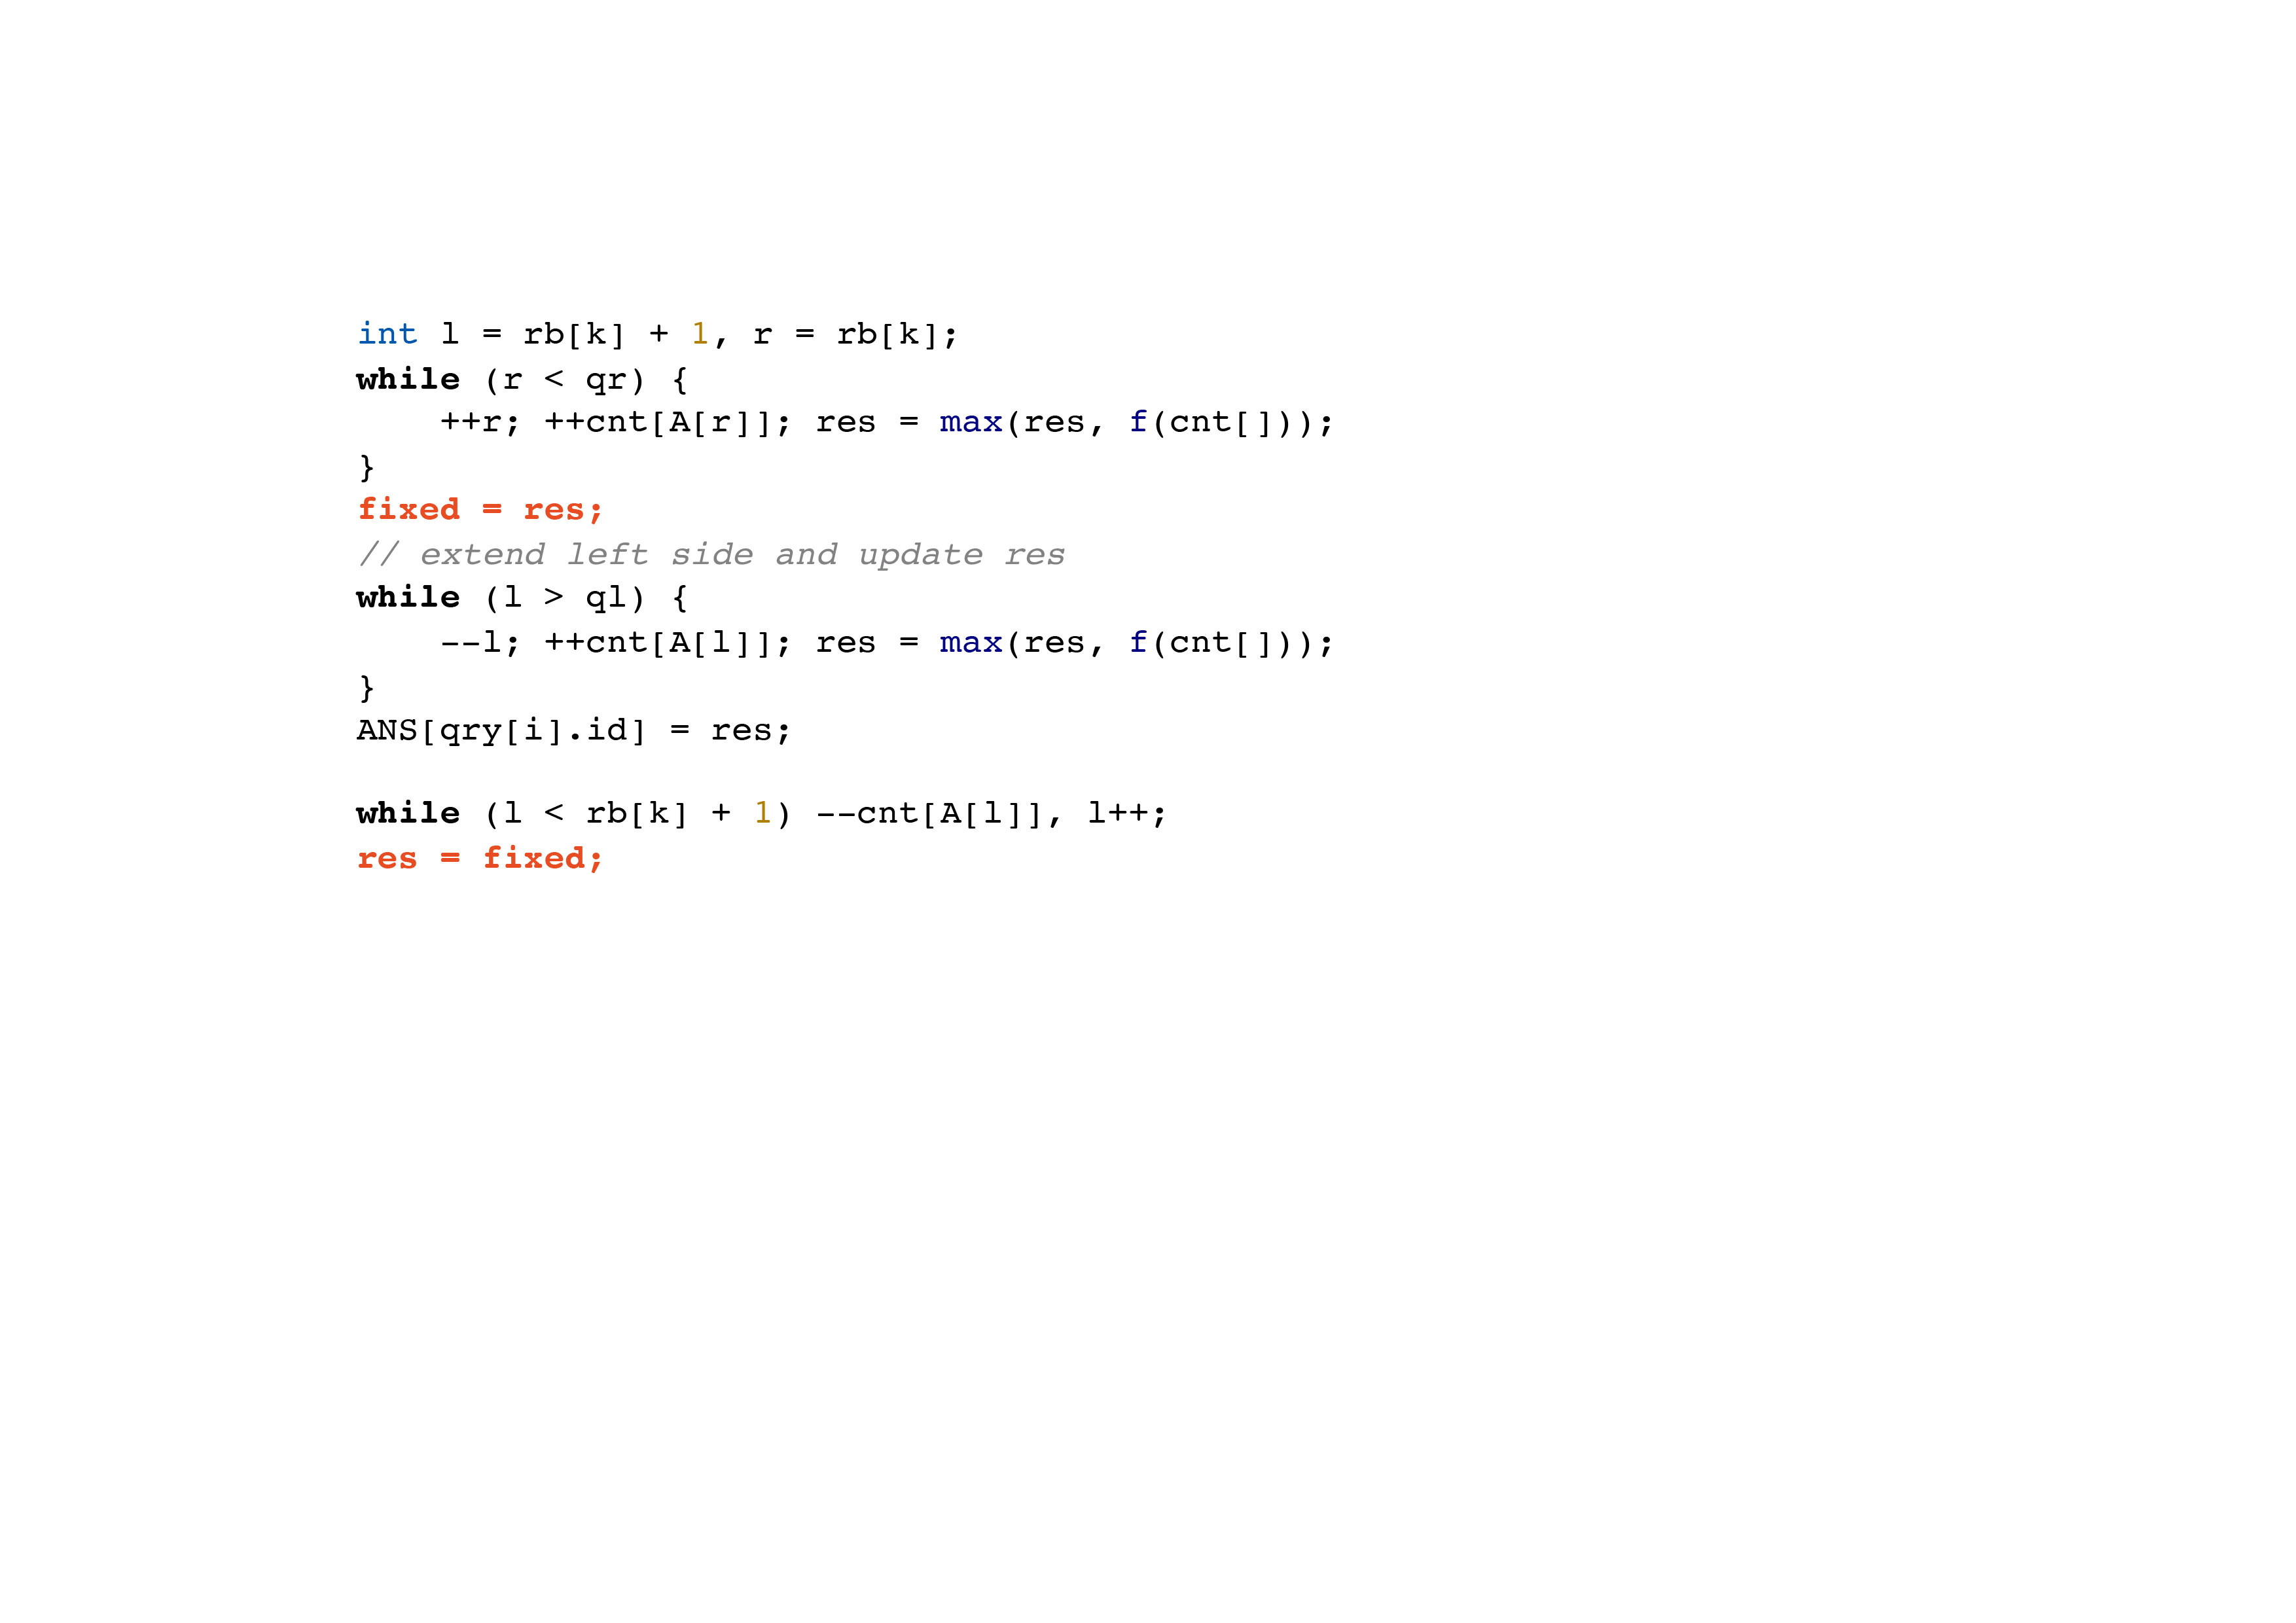 int l = rb[k] + 1, r = rb[k];
while (r < qr) {
    ++r; ++cnt[A[r]]; res = max(res, f(cnt[]));
}
fixed = res;
// extend left side and update res
while (l > ql) {
    --l; ++cnt[A[l]]; res = max(res, f(cnt[]));
}
ANS[qry[i].id] = res;
while (l < rb[k] + 1) --cnt[A[l]], l++;
res = fixed;